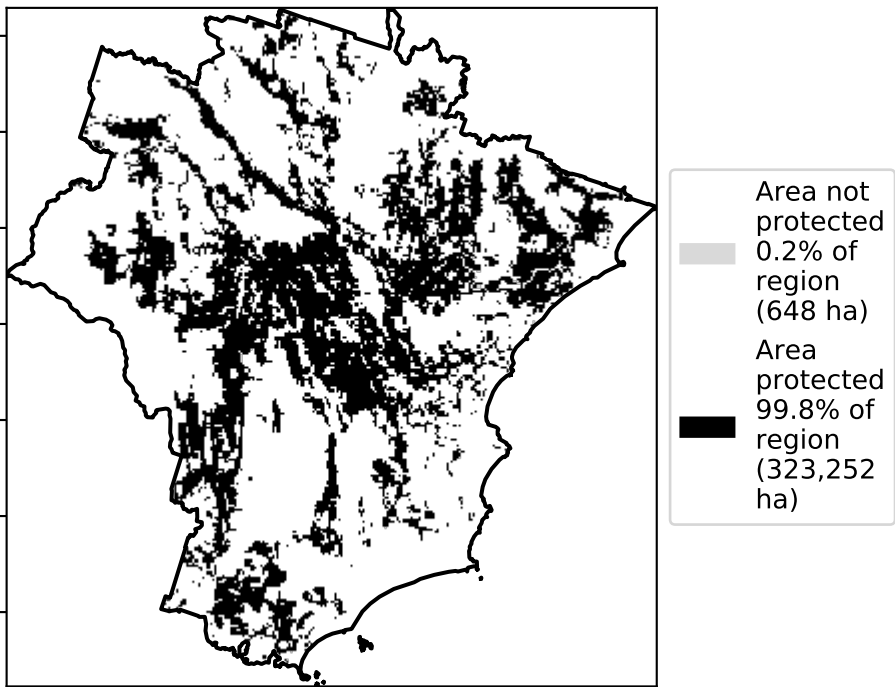 Area not
protected
0.2% of
region
(648 ha)
Area
protected
99.8% of
region
(323,252
ha)